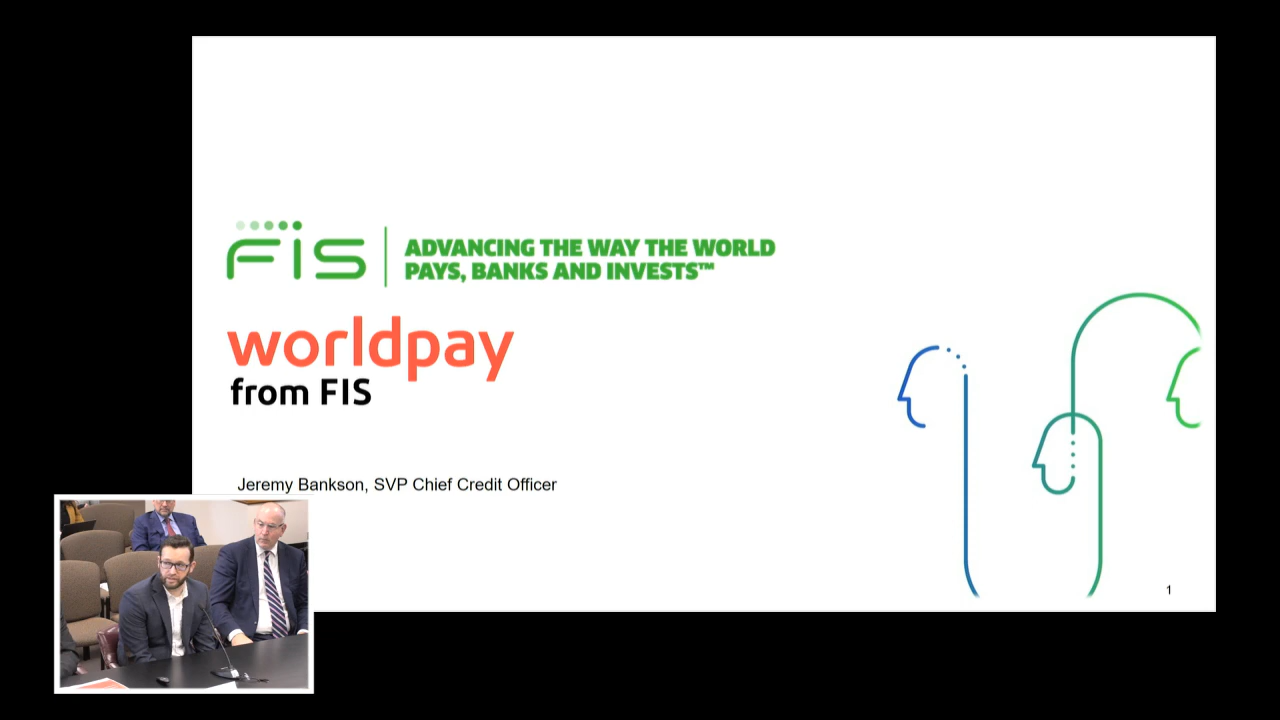 FIS
ADVANCING THE WAY THE WORLD
PAYS, BANKS AND INVESTS™
worldpay
from FIS
Jeremy Bankson, SVP Chief Credit Officer
1